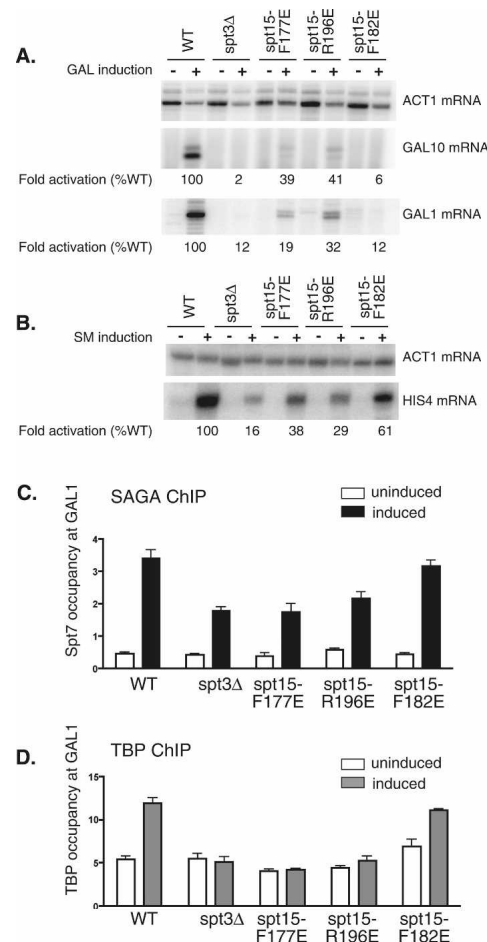 A.
WT
spt3Δ
spt15-
F177E
spt15-
R196E
spt15-
F182E
GAL induction - + - + - + - + - +
ACT1 mRNA
GAL10 mRNA
Fold activation (%WT) 100 2 39 41 6
GAL1 mRNA
Fold activation (%WT) 100 12 19 32 12
B.
WT
spt3Δ
spt15-
F177E
spt15-
R196E
spt15-
F182E
SM induction - + - + - + - + - +
ACT1 mRNA
HIS4 mRNA
Fold activation (%WT) 100 16 38 29 61
C.
SAGA ChIP
uninduced
induced
Spt7 occupancy at GAL1
4
3
2
1
0
WT spt3Δ spt15- spt15- spt15-
F177E R196E F182E
D.
TBP ChIP
uninduced
induced
TBP occupancy at GAL1
15
10
5
0
WT spt3Δ spt15- spt15- spt15-
F177E R196E F182E